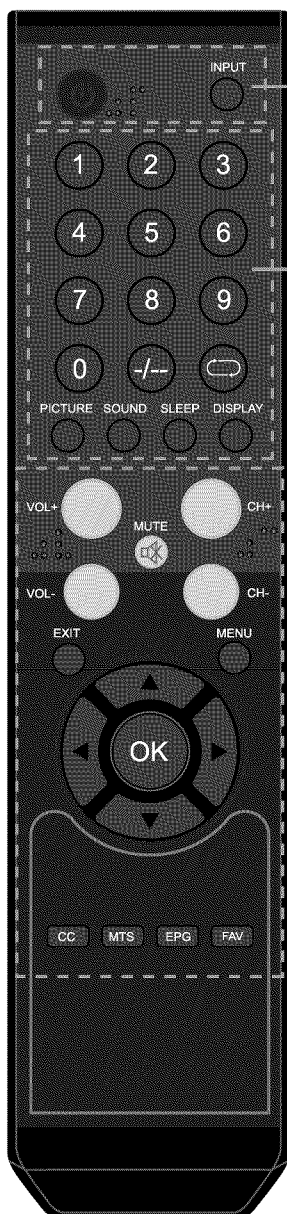 INPUT
1 2 3
4 5 6
7 8 9
0 -/--
PICTURE SOUND SLEEP DISPLAY
VOL+ CH+
MUTE
VOL- CH-
EXIT MENU
OK
CC MTS EPG FAV